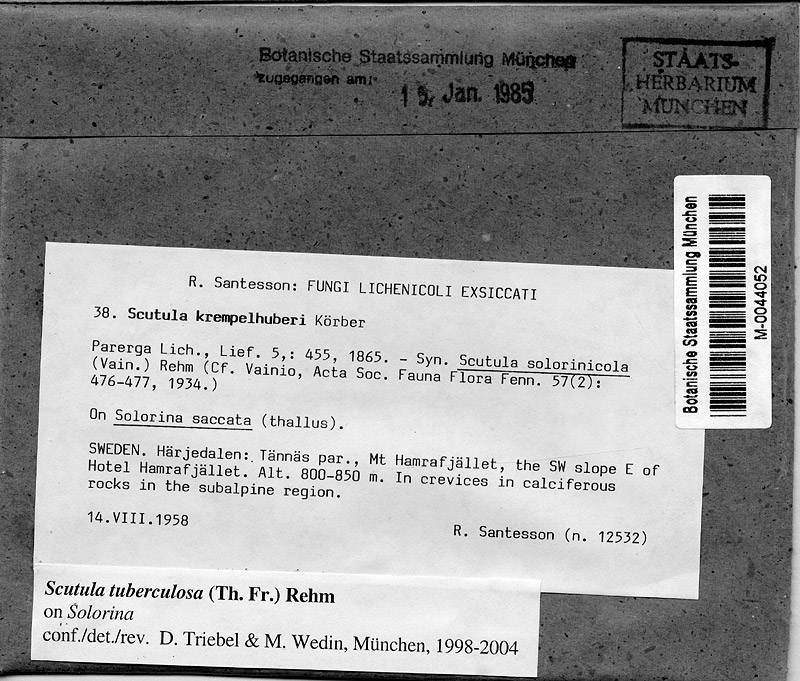 Botanische Staatssammlung München
zugegangen am:
15. Jan. 1985
STAATS-
HERBARIUM
MÜNCHEN
Botanische Staatssammlung München
M-0044052
R. Santesson: FUNGI LICHENICOLI EXSICCATI
38. Scutula krempelhuberi Körber
Parerga Lich., Lief. 5,: 455, 1865. - Syn. Scutula solorinicola
(Vain.) Rehm (Cf. Vainio, Acta Soc. Fauna Flora Fenn. 57(2):
476-477, 1934.)
On Solorina saccata (thallus).
SWEDEN. Härjedalen: Tännäs par., Mt Hamrafjället, the SW slope E of
Hotel Hamrafjället. Alt. 800-850 m. In crevices in calciferous
rocks in the subalpine region.
14.VIII.1958
R. Santesson (n. 12532)
Scutula tuberculosa (Th. Fr.) Rehm
on Solorina
conf./det./rev. D. Triebel & M. Wedin, München, 1998-2004